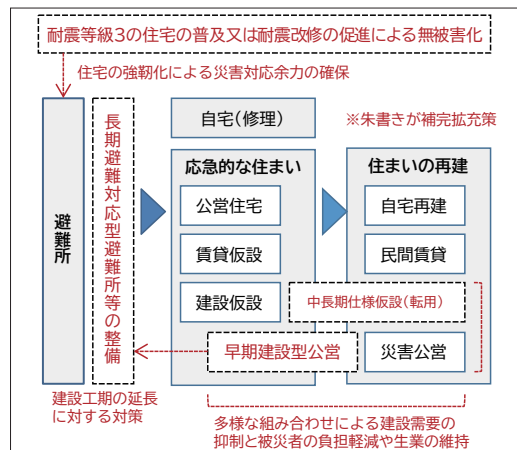 耐震等級3の住宅の普及又は耐震改修の促進による無被害化
住宅の強靭化による災害対応余力の確保
避難所
長期避難対応型避難所等の整備
自宅(修理)
※朱書きが補完拡充策
応急的な住まい
公営住宅
賃貸仮設
建設仮設
住まいの再建
自宅再建
民間賃貸
中長期仕様仮設(転用)
早期建設型公営
災害公営
建設工期の延長
に対する対策
多様な組み合わせによる建設需要の
抑制と被災者の負担軽減や生業の維持